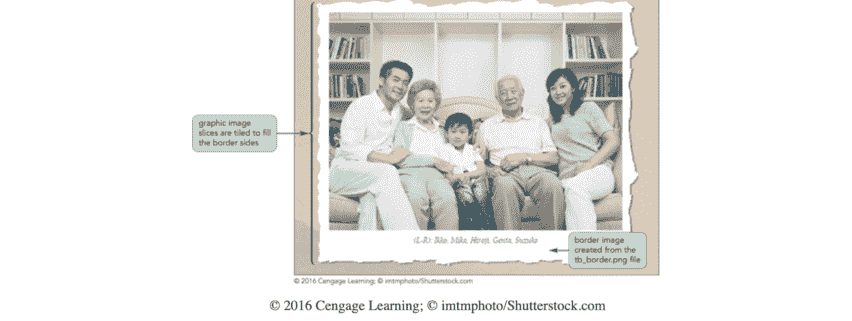 graphic image
slices are tiled to fill
the border sides
(L-R): Biko, Mika, Hiroji, Genta, Suzuko
border image
created from the
tb_border.png file
© 2016 Cengage Learning; © imtmphoto/Shutterstock.com
© 2016 Cengage Learning; © imtmphoto/Shutterstock.com